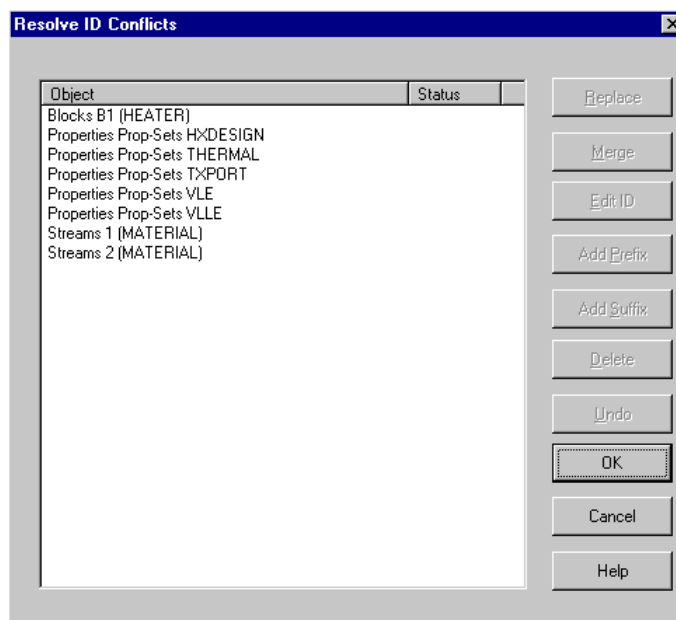 Resolve ID Conflicts
Object Status
Blocks B1 (HEATER)
Properties Prop-Sets HXDESIGN
Properties Prop-Sets THERMAL
Properties Prop-Sets TXPORT
Properties Prop-Sets VLE
Properties Prop-Sets VLLE
Streams 1 (MATERIAL)
Streams 2 (MATERIAL)
Replace
Merge
Edit ID
Add Prefix
Add Suffix
Delete
Undo
OK
Cancel
Help